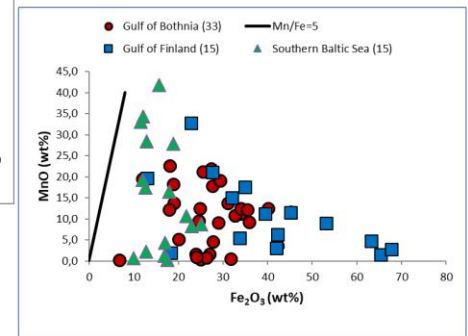 Gulf of Bothnia (33) Mn/Fe=5
Gulf of Finland (15) Southern Baltic Sea (15)
45,0
40,0
35,0
30,0
25,0
20,0
15,0
10,0
5,0
0,0
MnO (wt%)
0 10 20 30 40 50 60 70 80
Fe₂O₃ (wt%)